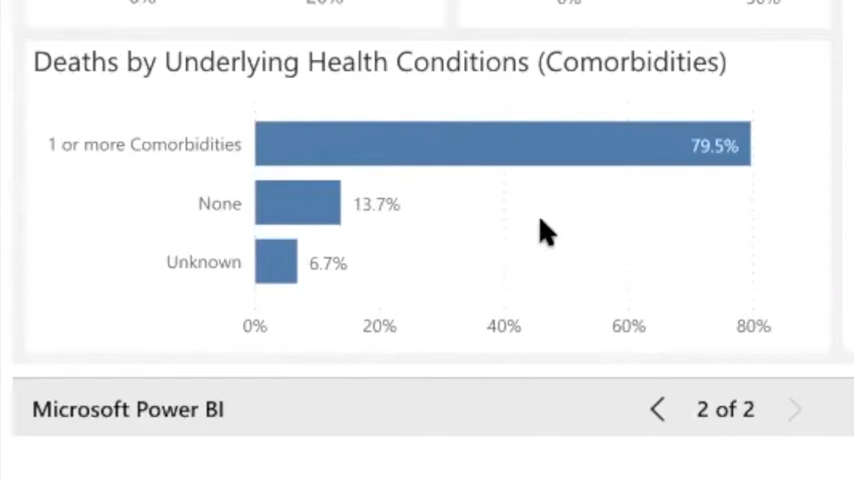 Deaths by Underlying Health Conditions (Comorbidities)
1 or more Comorbidities 79.5%
None 13.7%
Unknown 6.7%
0% 20% 40% 60% 80%
Microsoft Power BI 2 of 2